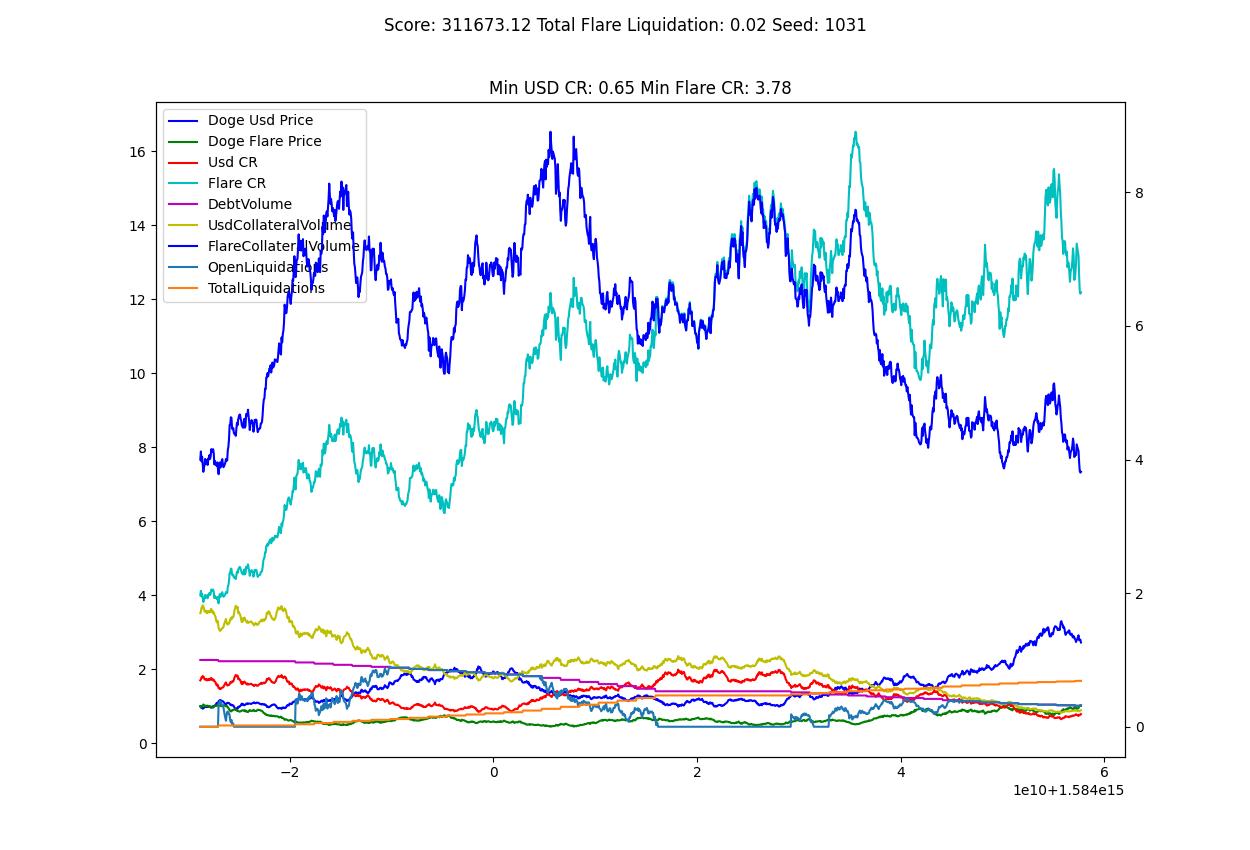 Score: 311673.12 Total Flare Liquidation: 0.02 Seed: 1031
Min USD CR: 0.65 Min Flare CR: 3.78
Doge Usd Price
Doge Flare Price
Usd CR
Flare CR
DebtVolume
UsdCollateralVolume
FlareCollateralVolume
OpenLiquidations
TotalLiquidations
16
14
12
10
8
6
4
2
0
8
6
4
2
0
−2
0
2
4
6
1e10+1.584e15